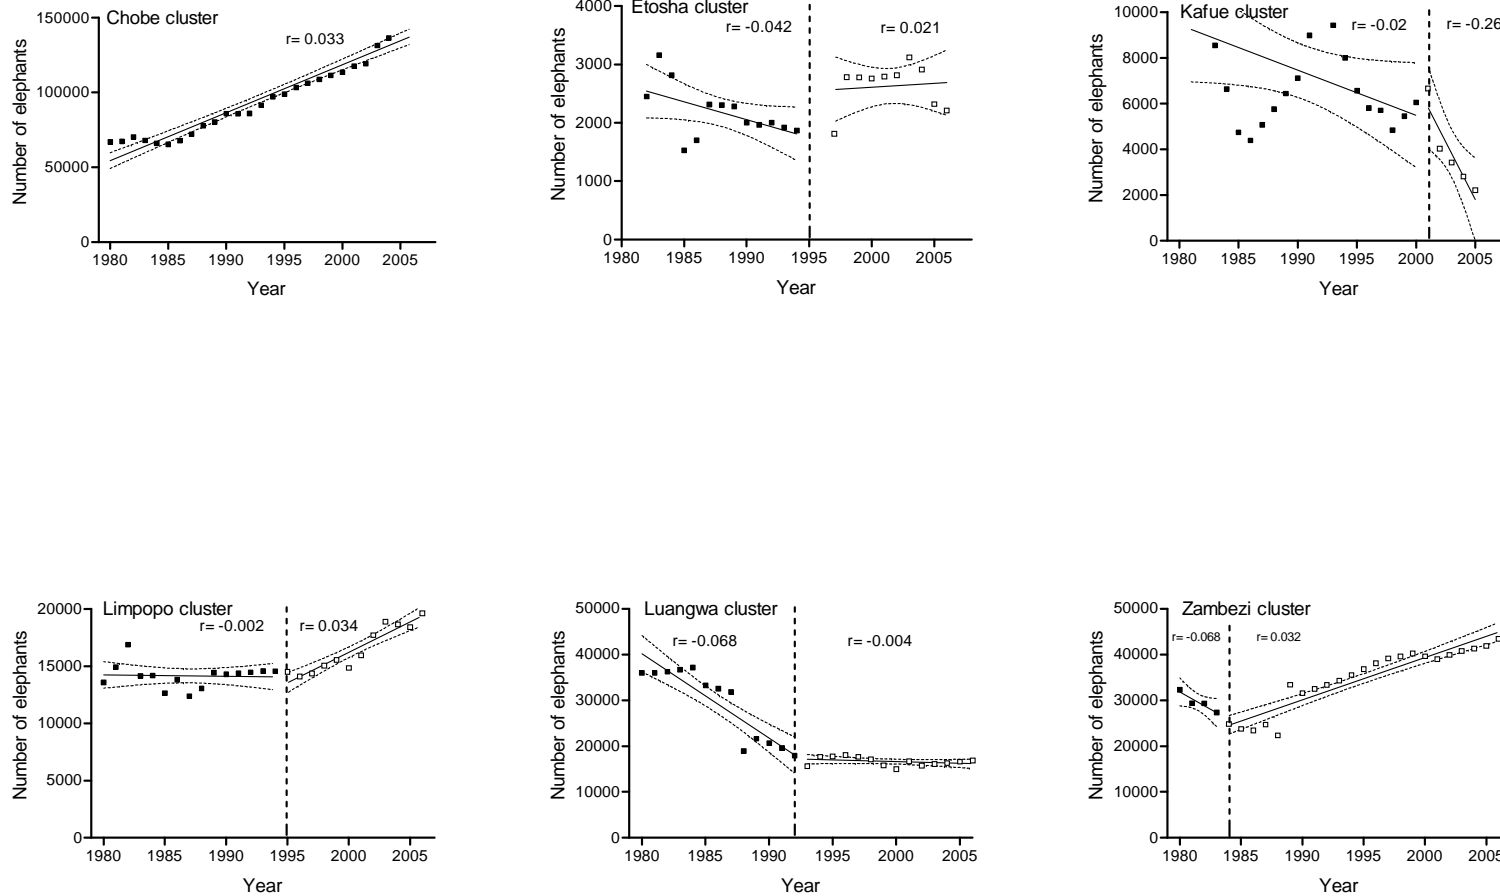 Chobe cluster
r= 0.033
150000
100000
50000
0
Number of elephants
1980 1985 1990 1995 2000 2005
Year
Etosha cluster
r= -0.042
r= 0.021
4000
3000
2000
1000
0
Number of elephants
1980 1985 1990 1995 2000 2005
Year
Kafue cluster
r= -0.02
r= -0.26
10000
8000
6000
4000
2000
0
Number of elephants
1980 1985 1990 1995 2000 2005
Year
Limpopo cluster
r= -0.002
r= 0.034
20000
15000
10000
5000
0
Number of elephants
1980 1985 1990 1995 2000 2005
Year
Luangwa cluster
r= -0.068
r= -0.004
50000
40000
30000
20000
10000
0
Number of elephants
1980 1985 1990 1995 2000 2005
Year
Zambezi cluster
r= -0.068
r= 0.032
50000
40000
30000
20000
10000
0
Number of elephants
1980 1985 1990 1995 2000 2005
Year